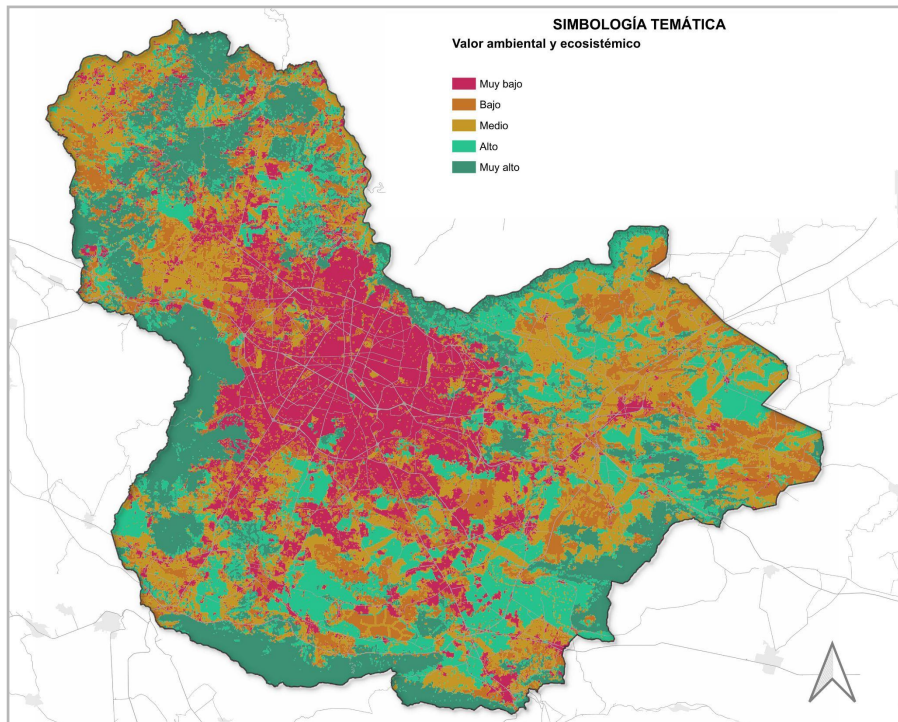 SIMBOLOGÍA TEMÁTICA
Valor ambiental y ecosistémico
Muy bajo
Bajo
Medio
Alto
Muy alto